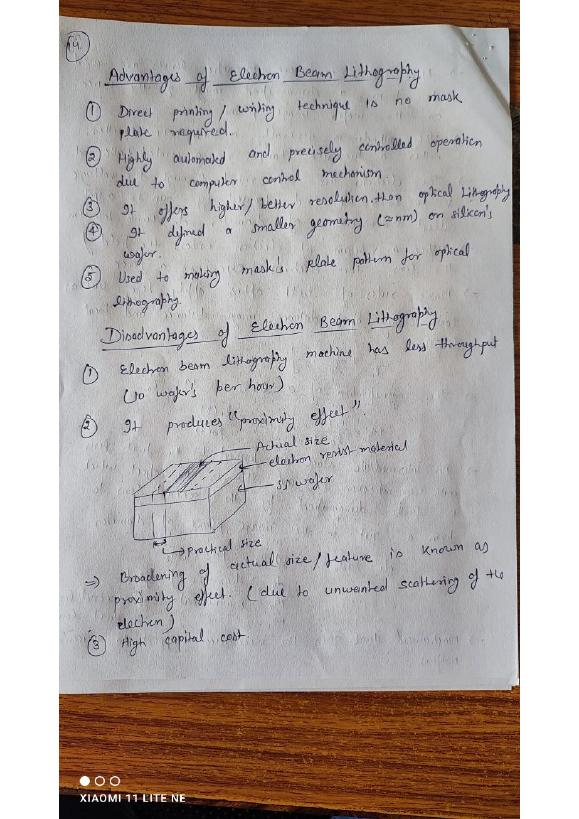 14.
Advantages of Electron Beam Lithography
① Direct printing / writing technique is no mask
plate required.
② Highly automated and precisely controlled operation
due to computer control mechanism
③ It offers higher/better resolution than optical Lithography
④ It defined a smaller geometry (≈nm) on silicon's
wafer.
⑤ Used to making mask's plate pattern for optical
lithography.
Disadvantages of Electron Beam Lithography
① Electron beam lithography machine has less throughput
(10 wafer's per hour)
② It produces "proximity effect".
Actual size
electron resist material
Si wafer
practical size
⇒ Broadening of actual size/feature is known as
proximity effect. (due to unwanted scattering of the
electron)
③ High capital cost
XIAOMI 11 LITE NE